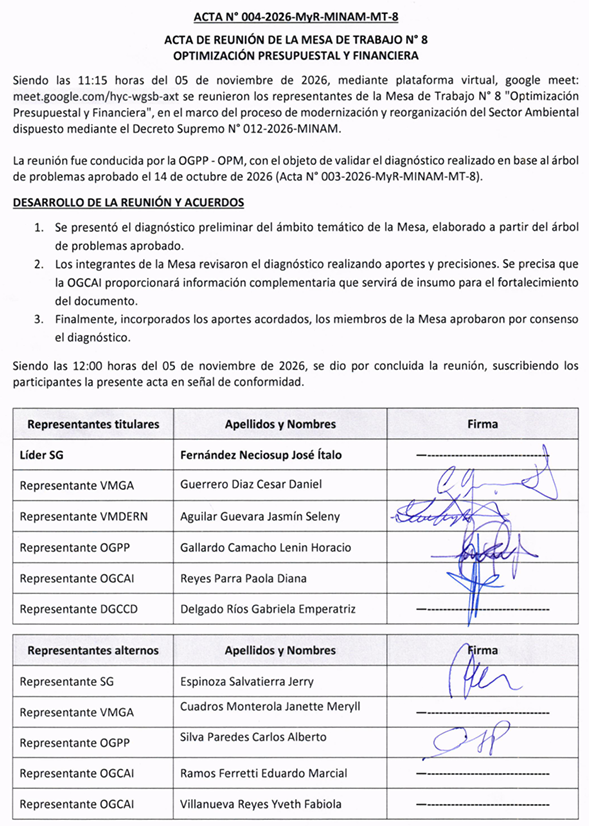 ACTA N° 004-2026-MyR-MINAM-MT-8
ACTA DE REUNIÓN DE LA MESA DE TRABAJO N° 8
OPTIMIZACIÓN PRESUPUESTAL Y FINANCIERA
Siendo las 11:15 horas del 05 de noviembre de 2026, mediante plataforma virtual, google meet:
meet.google.com/hyc-wgsb-axt se reunieron los representantes de la Mesa de Trabajo N° 8 "Optimización
Presupuestal y Financiera", en el marco del proceso de modernización y reorganización del Sector Ambiental
dispuesto mediante el Decreto Supremo N° 012-2026-MINAM.
La reunión fue conducida por la OGPP - OPM, con el objeto de validar el diagnóstico realizado en base al árbol
de problemas aprobado el 14 de octubre de 2026 (Acta N° 003-2026-MyR-MINAM-MT-8).
DESARROLLO DE LA REUNIÓN Y ACUERDOS
1. Se presentó el diagnóstico preliminar del ámbito temático de la Mesa, elaborado a partir del árbol
de problemas aprobado.
2. Los integrantes de la Mesa revisaron el diagnóstico realizando aportes y precisiones. Se precisa que
la OGCAI proporcionará información complementaria que servirá de insumo para el fortalecimiento
del documento.
3. Finalmente, incorporados los aportes acordados, los miembros de la Mesa aprobaron por consenso
el diagnóstico.
Siendo las 12:00 horas del 05 de noviembre de 2026, se dio por concluida la reunión, suscribiendo los
participantes la presente acta en señal de conformidad.
Representantes titulares Apellidos y Nombres Firma
Líder SG Fernández Neciosup José Ítalo
Representante VMGA Guerrero Diaz Cesar Daniel
Representante VMDERN Aguilar Guevara Jasmín Seleny
Representante OGPP Gallardo Camacho Lenin Horacio
Representante OGCAI Reyes Parra Paola Diana
Representante DGCCD Delgado Ríos Gabriela Emperatriz
Representantes alternos Apellidos y Nombres Firma
Representante SG Espinoza Salvatierra Jerry
Representante VMGA Cuadros Monterola Janette Meryll
Representante OGPP Silva Paredes Carlos Alberto
Representante OGCAI Ramos Ferretti Eduardo Marcial
Representante OGCAI Villanueva Reyes Yveth Fabiola